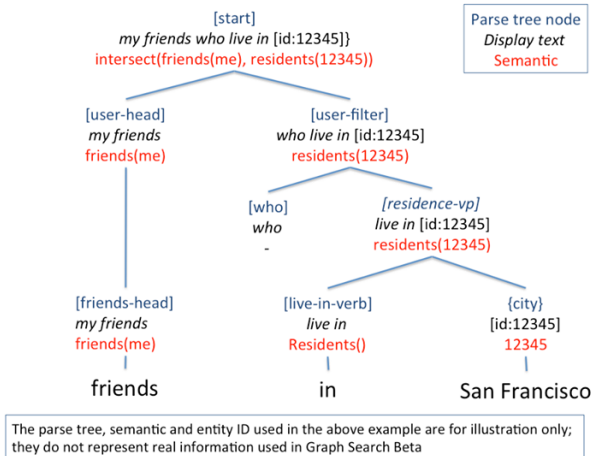 [start]
my friends who live in [id:12345]}
intersect(friends(me), residents(12345))
Parse tree node
Display text
Semantic
[user-head]
my friends
friends(me)
[user-filter]
who live in [id:12345]
residents(12345)
[who]
who
-
[residence-vp]
live in [id:12345]
residents(12345)
[friends-head]
my friends
friends(me)
[live-in-verb]
live in
Residents()
{city}
[id:12345]
12345
friends
in
San Francisco
The parse tree, semantic and entity ID used in the above example are for illustration only;
they do not represent real information used in Graph Search Beta